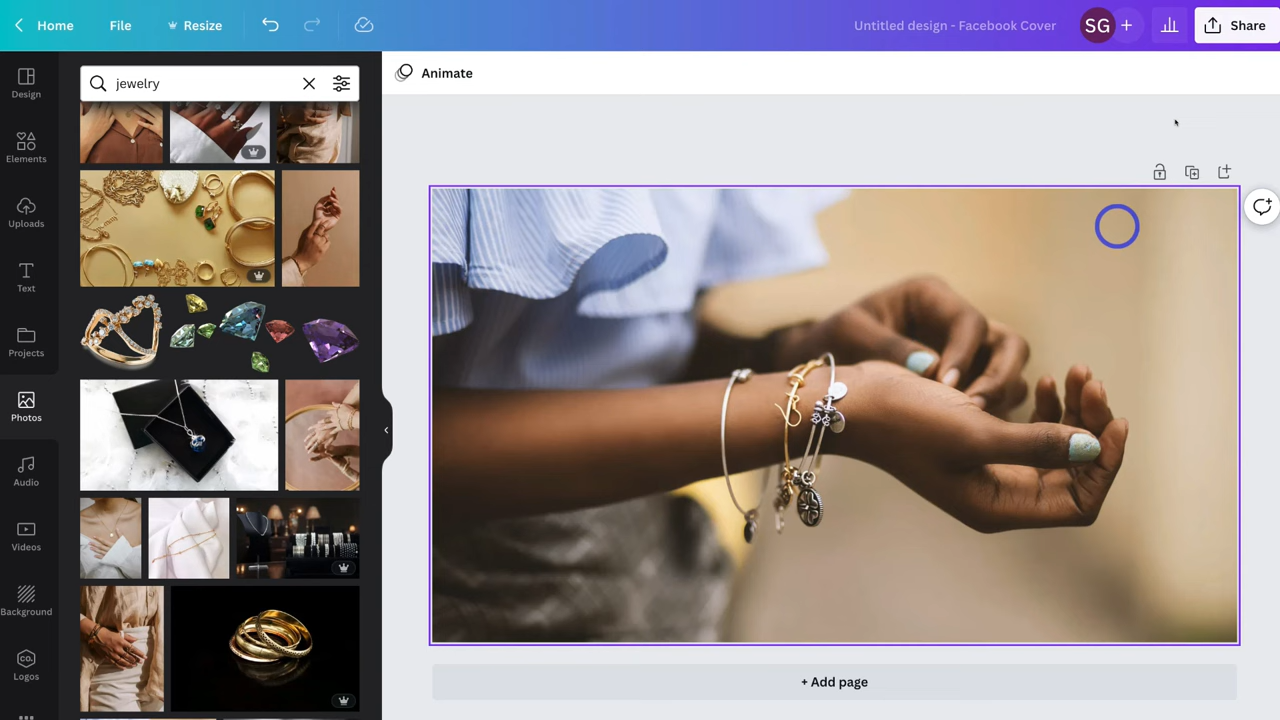 Home
File
Resize
Untitled design - Facebook Cover
SG
+
Share
Design
Elements
Uploads
Text
Projects
Photos
Audio
Videos
Background
CO.
Logos
jewelry
Animate
+ Add page